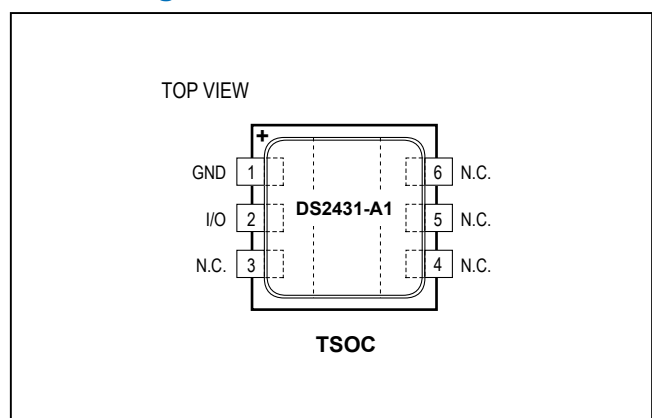 TOP VIEW
+
GND 1 6 N.C.
I/O 2 DS2431-A1 5 N.C.
N.C. 3 4 N.C.
TSOC